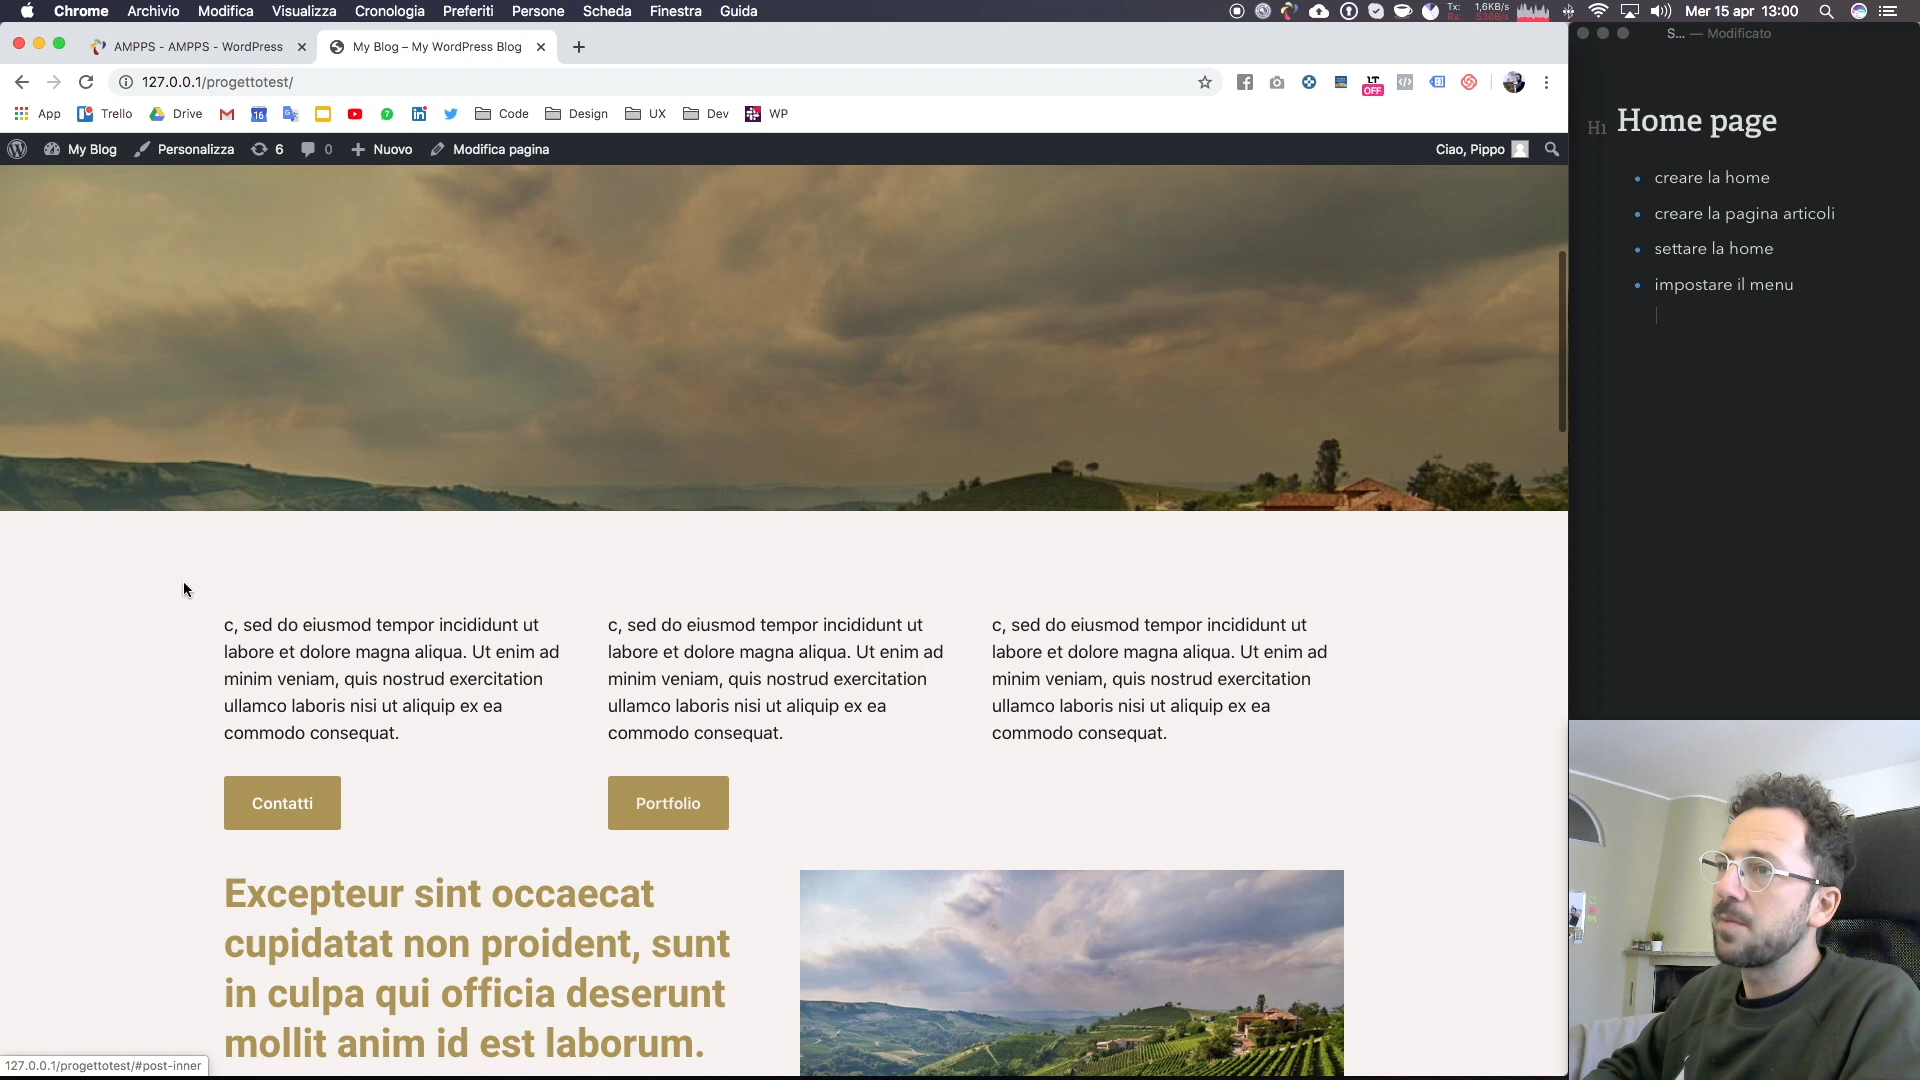 Chrome Archivio Modifica Visualizza Cronologia Preferiti Persone Scheda Finestra Guida
Tx: 1,6KB/s
Mer 15 apr 13:00
AMPPS - AMPPS - WordPress
My Blog – My WordPress Blog
S... — Modificato
127.0.0.1/progettotest/
LT
OFF
App Trello Drive 16 Code Design UX Dev WP
My Blog Personalizza 6 0 Nuovo Modifica pagina Ciao, Pippo
H1 Home page
• creare la home
• creare la pagina articoli
• settare la home
• impostare il menu
c, sed do eiusmod tempor incididunt ut
labore et dolore magna aliqua. Ut enim ad
minim veniam, quis nostrud exercitation
ullamco laboris nisi ut aliquip ex ea
commodo consequat.
Contatti
c, sed do eiusmod tempor incididunt ut
labore et dolore magna aliqua. Ut enim ad
minim veniam, quis nostrud exercitation
ullamco laboris nisi ut aliquip ex ea
commodo consequat.
Portfolio
c, sed do eiusmod tempor incididunt ut
labore et dolore magna aliqua. Ut enim ad
minim veniam, quis nostrud exercitation
ullamco laboris nisi ut aliquip ex ea
commodo consequat.
Excepteur sint occaecat
cupidatat non proident, sunt
in culpa qui officia deserunt
mollit anim id est laborum.
127.0.0.1/progettotest/#post-inner